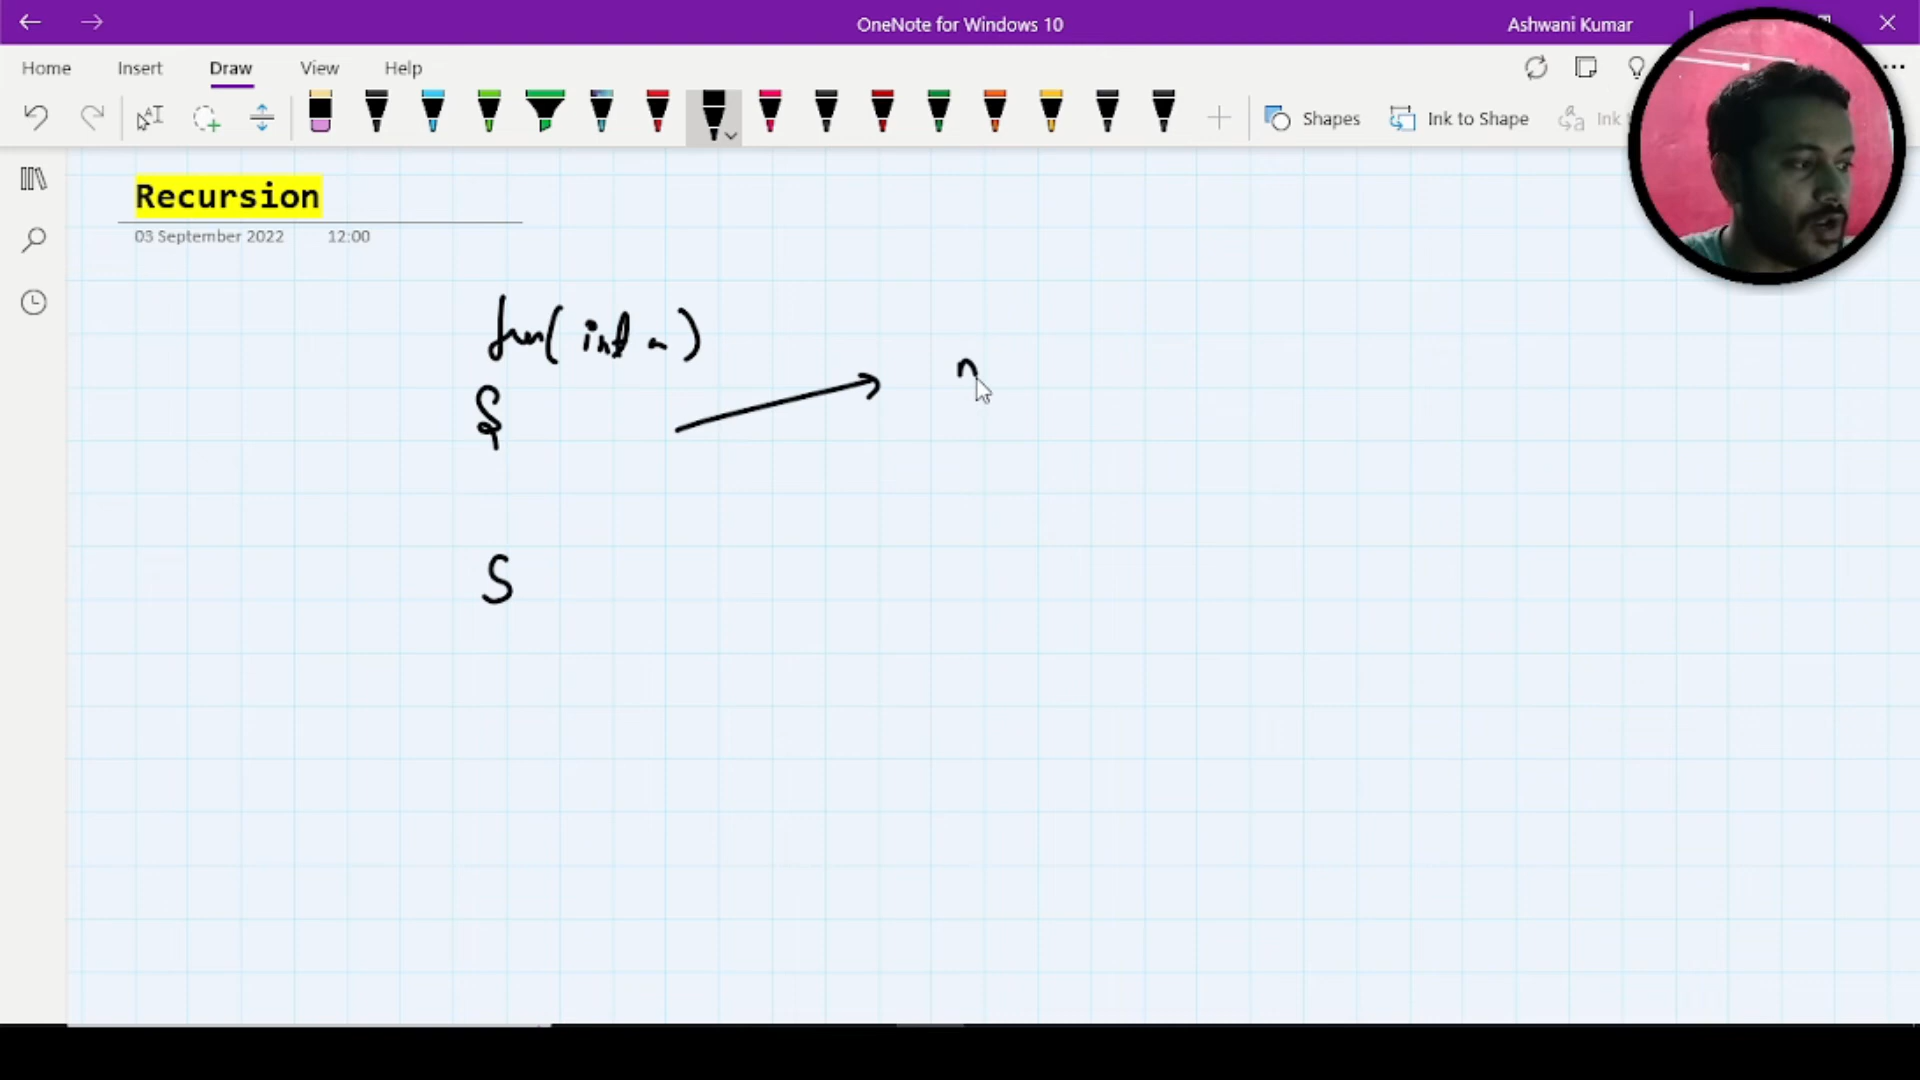 OneNote for Windows 10
Ashwani Kumar
Home Insert Draw View Help
Shapes Ink to Shape Ink
Recursion
03 September 2022 12:00
fun( int n )
{
n